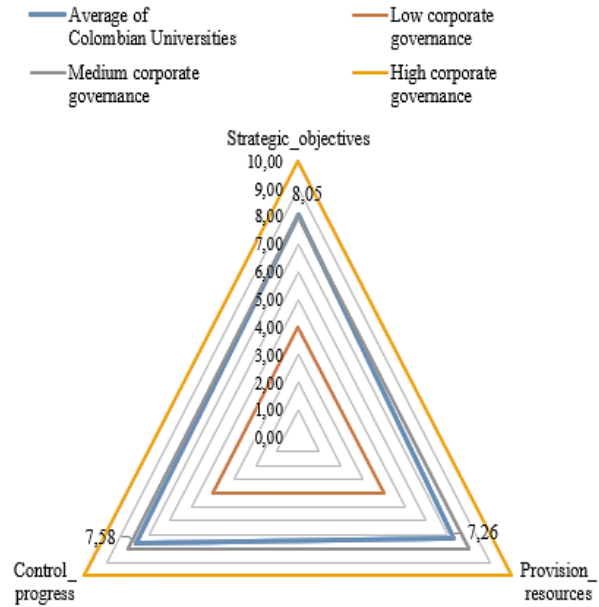 Average of
Colombian Universities
Low corporate
governance
Medium corporate
governance
High corporate
governance
Strategic_objectives
10,00
9,00
8,05
8,00
7,00
6,00
5,00
4,00
3,00
2,00
1,00
0,00
7,58
7,26
Control_
progress
Provision_
resources